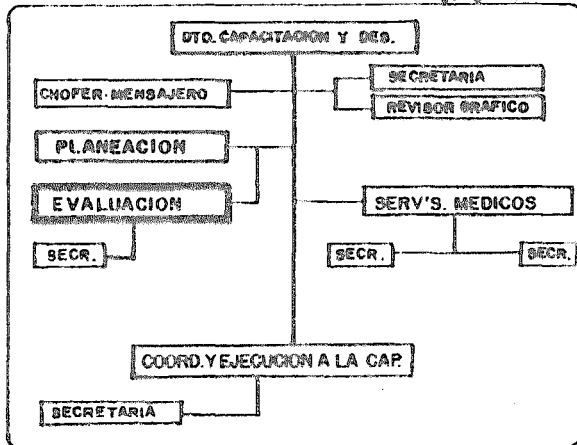 DTO. CAPACITACION Y DES.
SECRETARIA
CHOFER-MENSAJERO
REVISOR GRAFICO
PLANEACION
EVALUACION
SERV'S. MEDICOS
SECR.
SECR.
SECR.
COORD. Y EJECUCION A LA CAP.
SECRETARIA